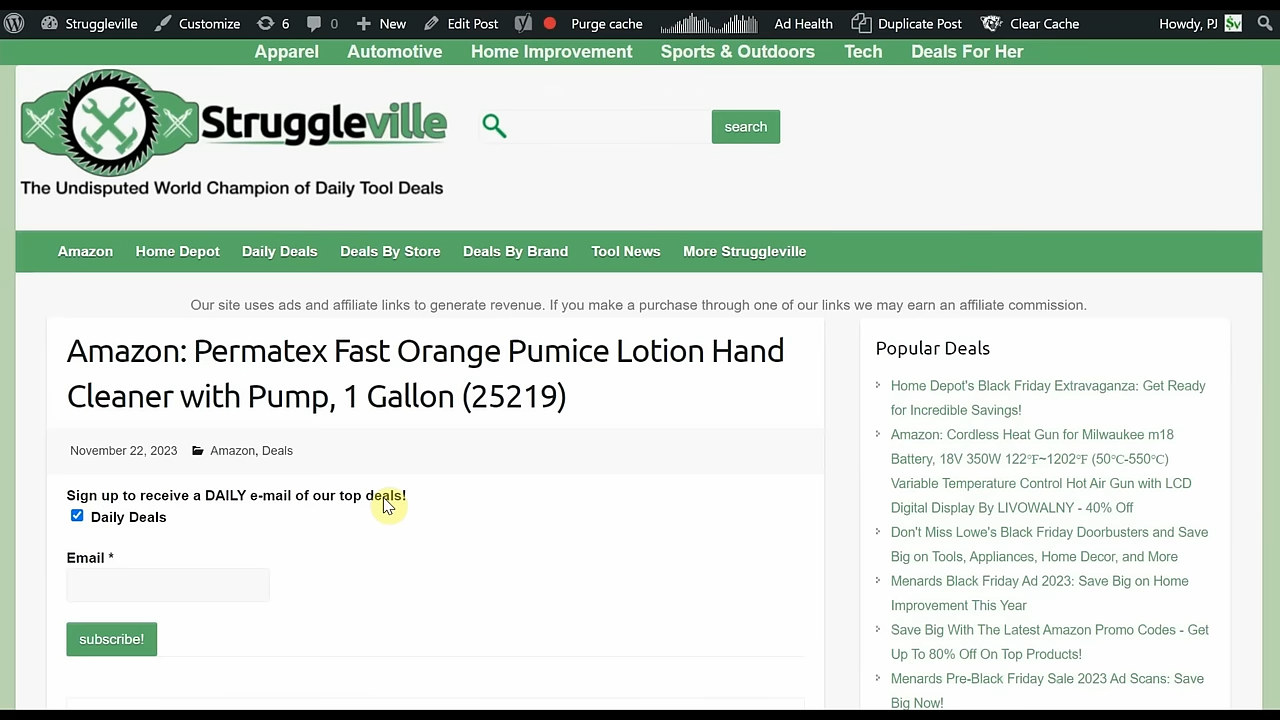 Struggleville Customize 6 0 New Edit Post Purge cache Ad Health Duplicate Post Clear Cache Howdy, PJ
Apparel Automotive Home Improvement Sports & Outdoors Tech Deals For Her
Struggleville
search
The Undisputed World Champion of Daily Tool Deals
Amazon Home Depot Daily Deals Deals By Store Deals By Brand Tool News More Struggleville
Our site uses ads and affiliate links to generate revenue. If you make a purchase through one of our links we may earn an affiliate commission.
Amazon: Permatex Fast Orange Pumice Lotion Hand
Cleaner with Pump, 1 Gallon (25219)
November 22, 2023 Amazon, Deals
Sign up to receive a DAILY e-mail of our top deals!
Daily Deals
Email *
subscribe!
Popular Deals
Home Depot's Black Friday Extravaganza: Get Ready
for Incredible Savings!
Amazon: Cordless Heat Gun for Milwaukee m18
Battery, 18V 350W 122℉~1202℉ (50℃-550℃)
Variable Temperature Control Hot Air Gun with LCD
Digital Display By LIVOWALNY - 40% Off
Don't Miss Lowe's Black Friday Doorbusters and Save
Big on Tools, Appliances, Home Decor, and More
Menards Black Friday Ad 2023: Save Big on Home
Improvement This Year
Save Big With The Latest Amazon Promo Codes - Get
Up To 80% Off On Top Products!
Menards Pre-Black Friday Sale 2023 Ad Scans: Save
Big Now!